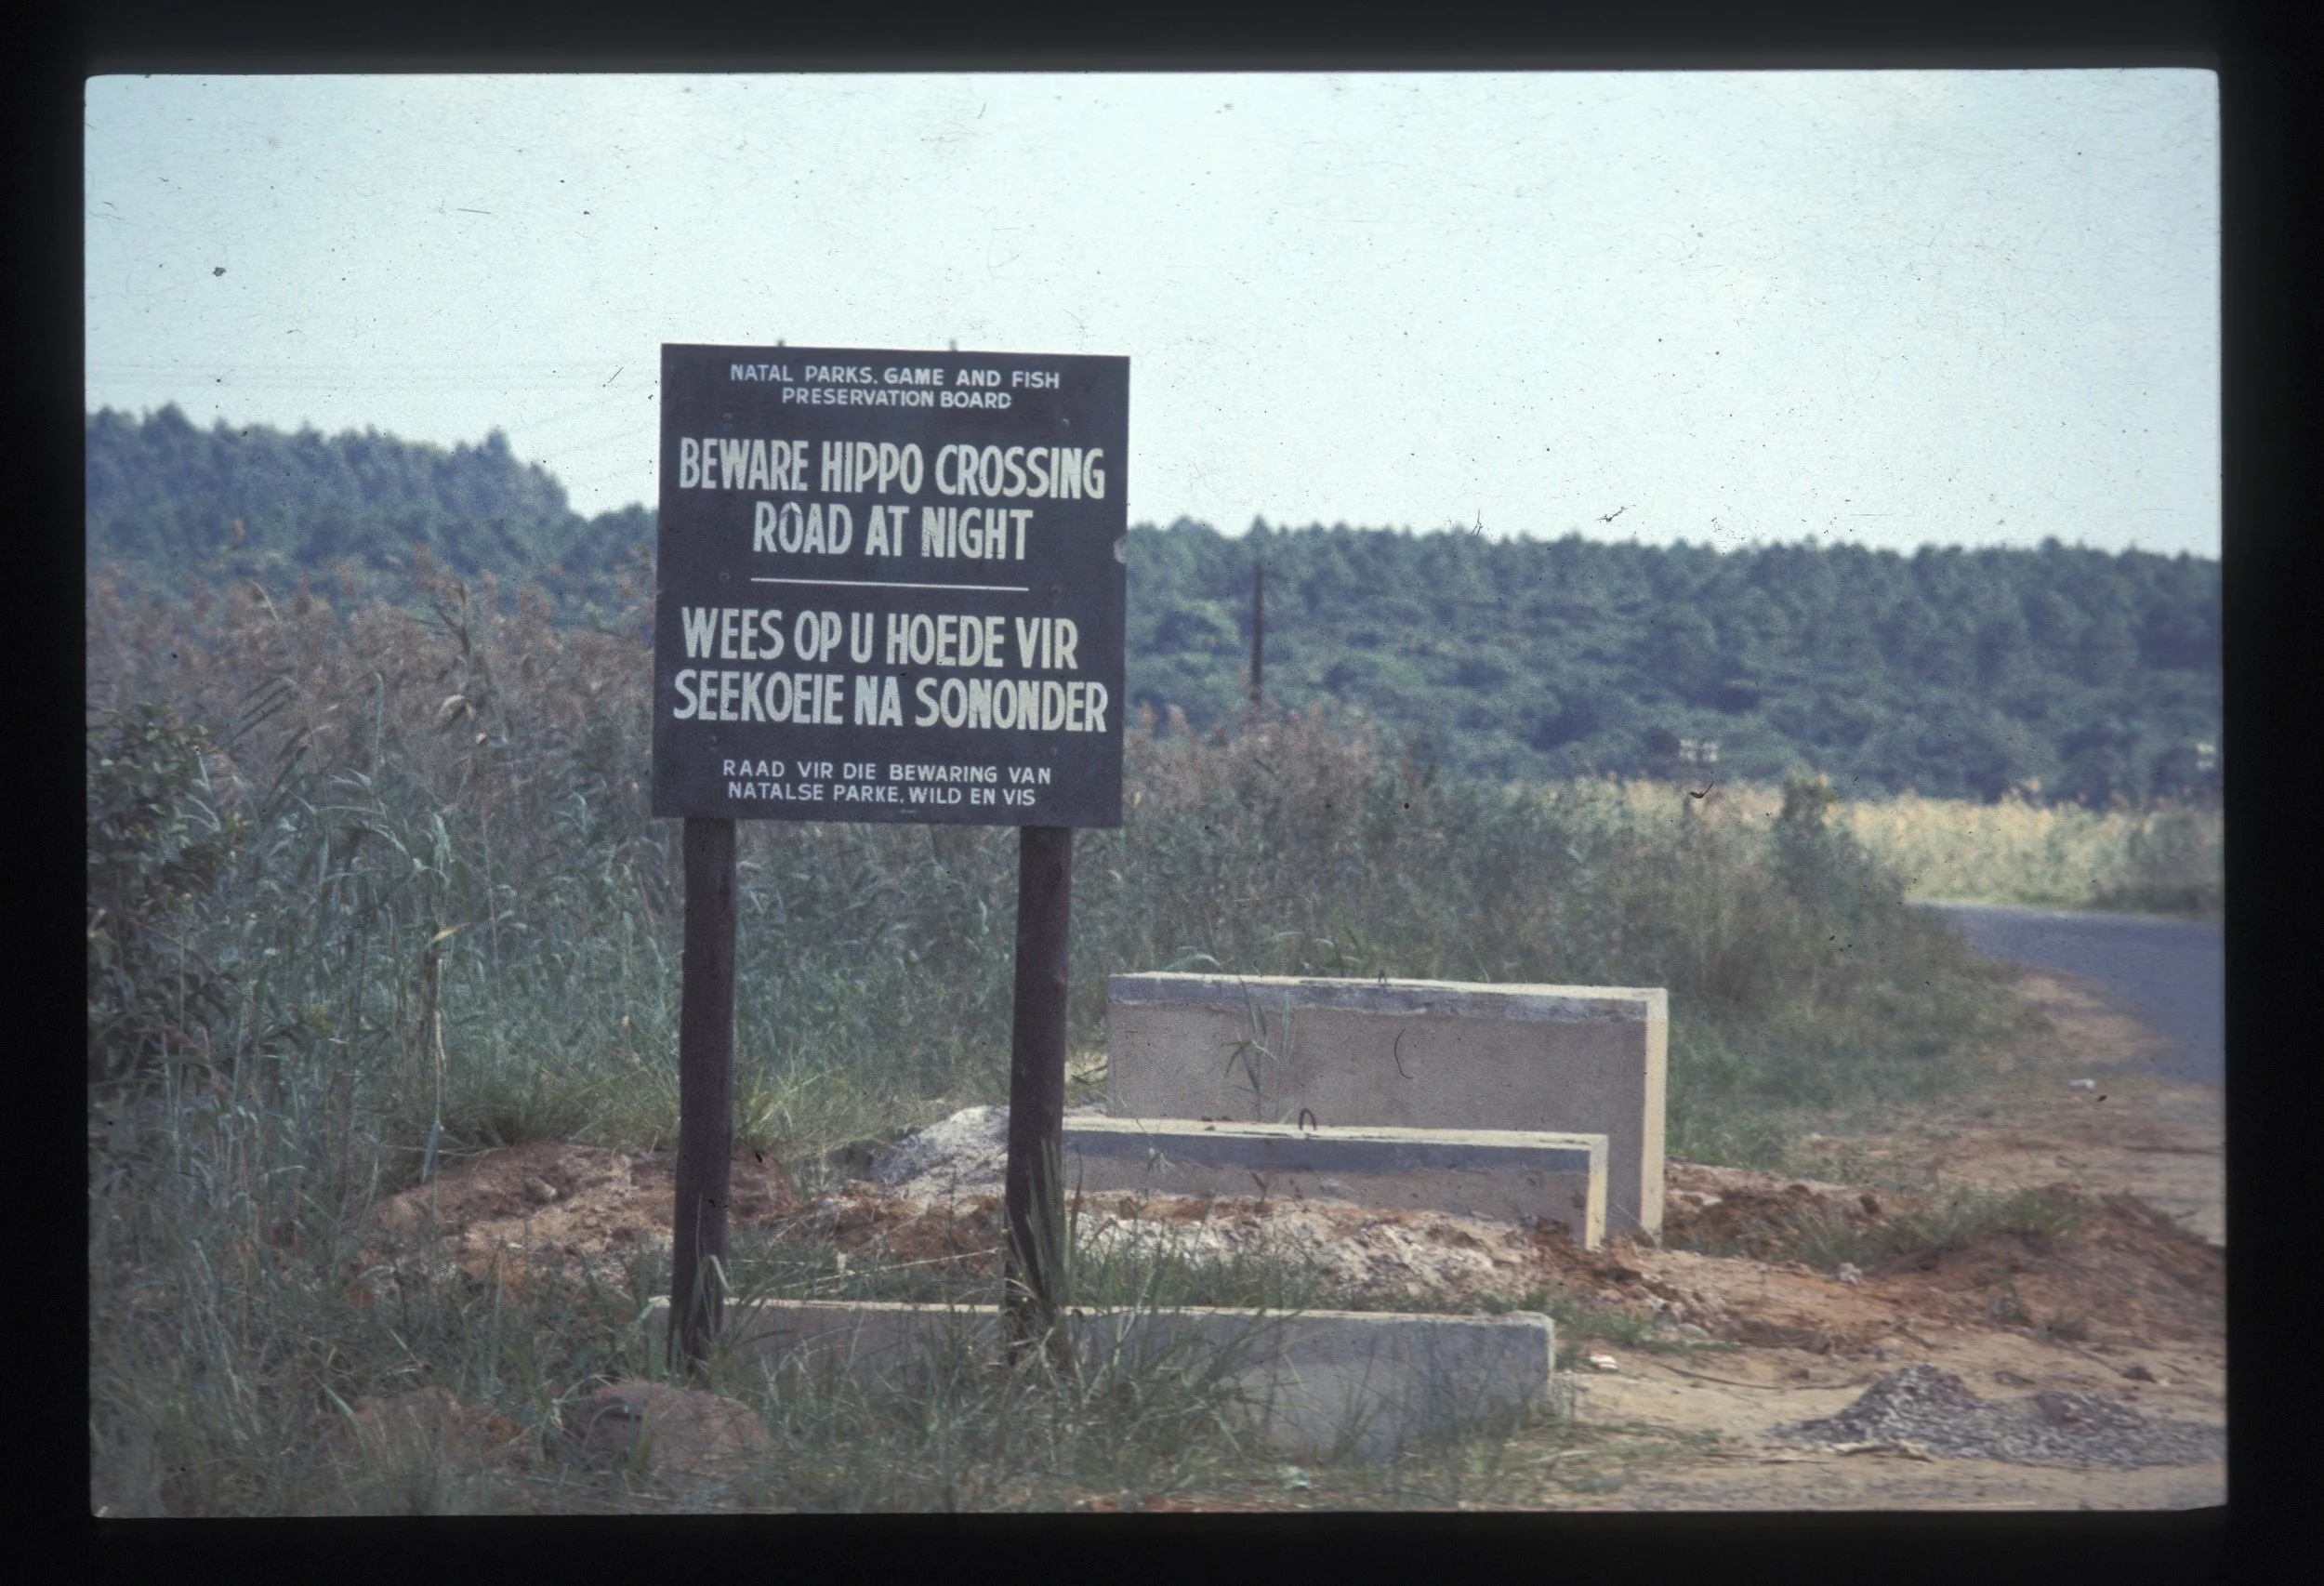 NATAL PARKS. GAME AND FISH
PRESERVATION BOARD
BEWARE HIPPO CROSSING
ROAD AT NIGHT
WEES OP U HOEDE VIR
SEEKOEIE NA SONONDER
RAAD VIR DIE BEWARING VAN
NATALSE PARKE, WILD EN VIS